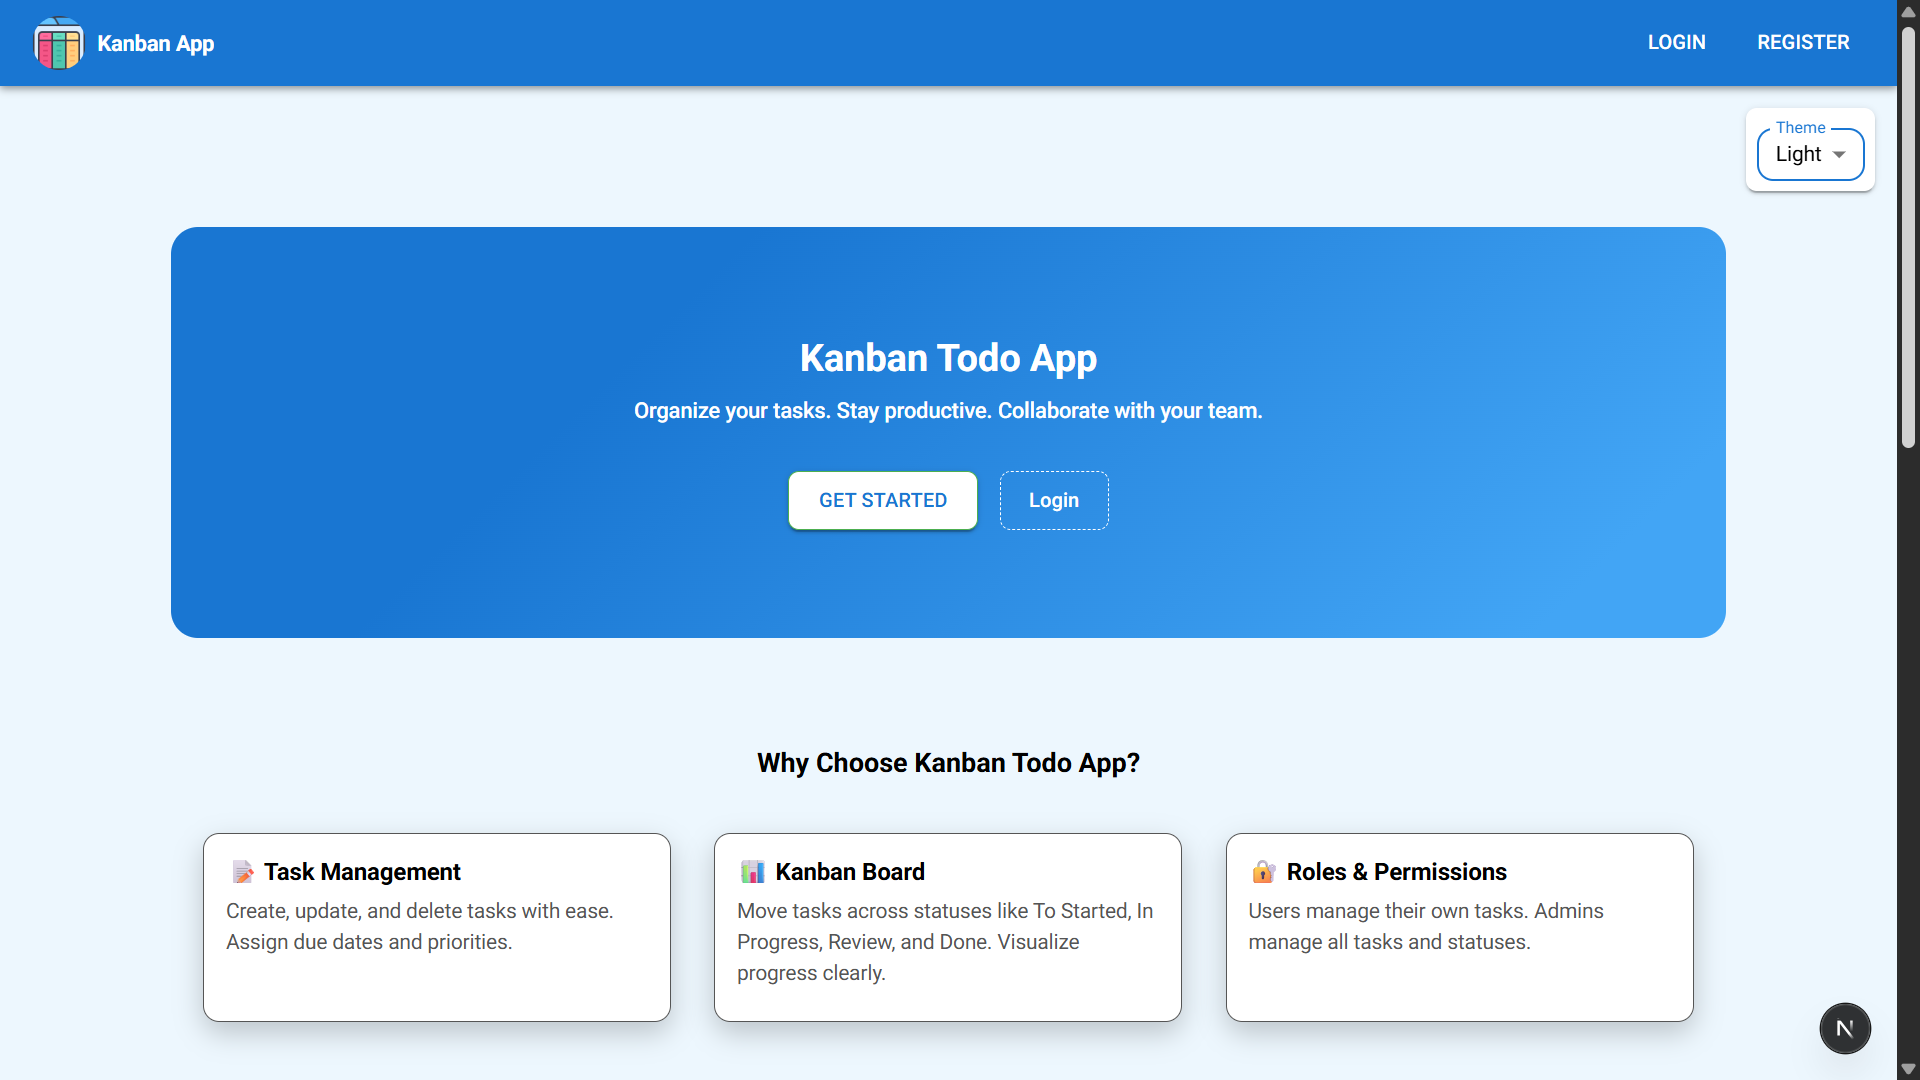 Kanban App
LOGIN
REGISTER
Theme
Light
Kanban Todo App
Organize your tasks. Stay productive. Collaborate with your team.
GET STARTED
Login
Why Choose Kanban Todo App?
Task Management
Create, update, and delete tasks with ease.
Assign due dates and priorities.
Kanban Board
Move tasks across statuses like To Started, In
Progress, Review, and Done. Visualize
progress clearly.
Roles & Permissions
Users manage their own tasks. Admins
manage all tasks and statuses.
N